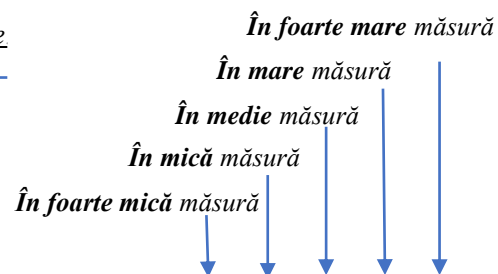 În foarte mare măsură
În mare măsură
În medie măsură
În mică măsură
În foarte mică măsură